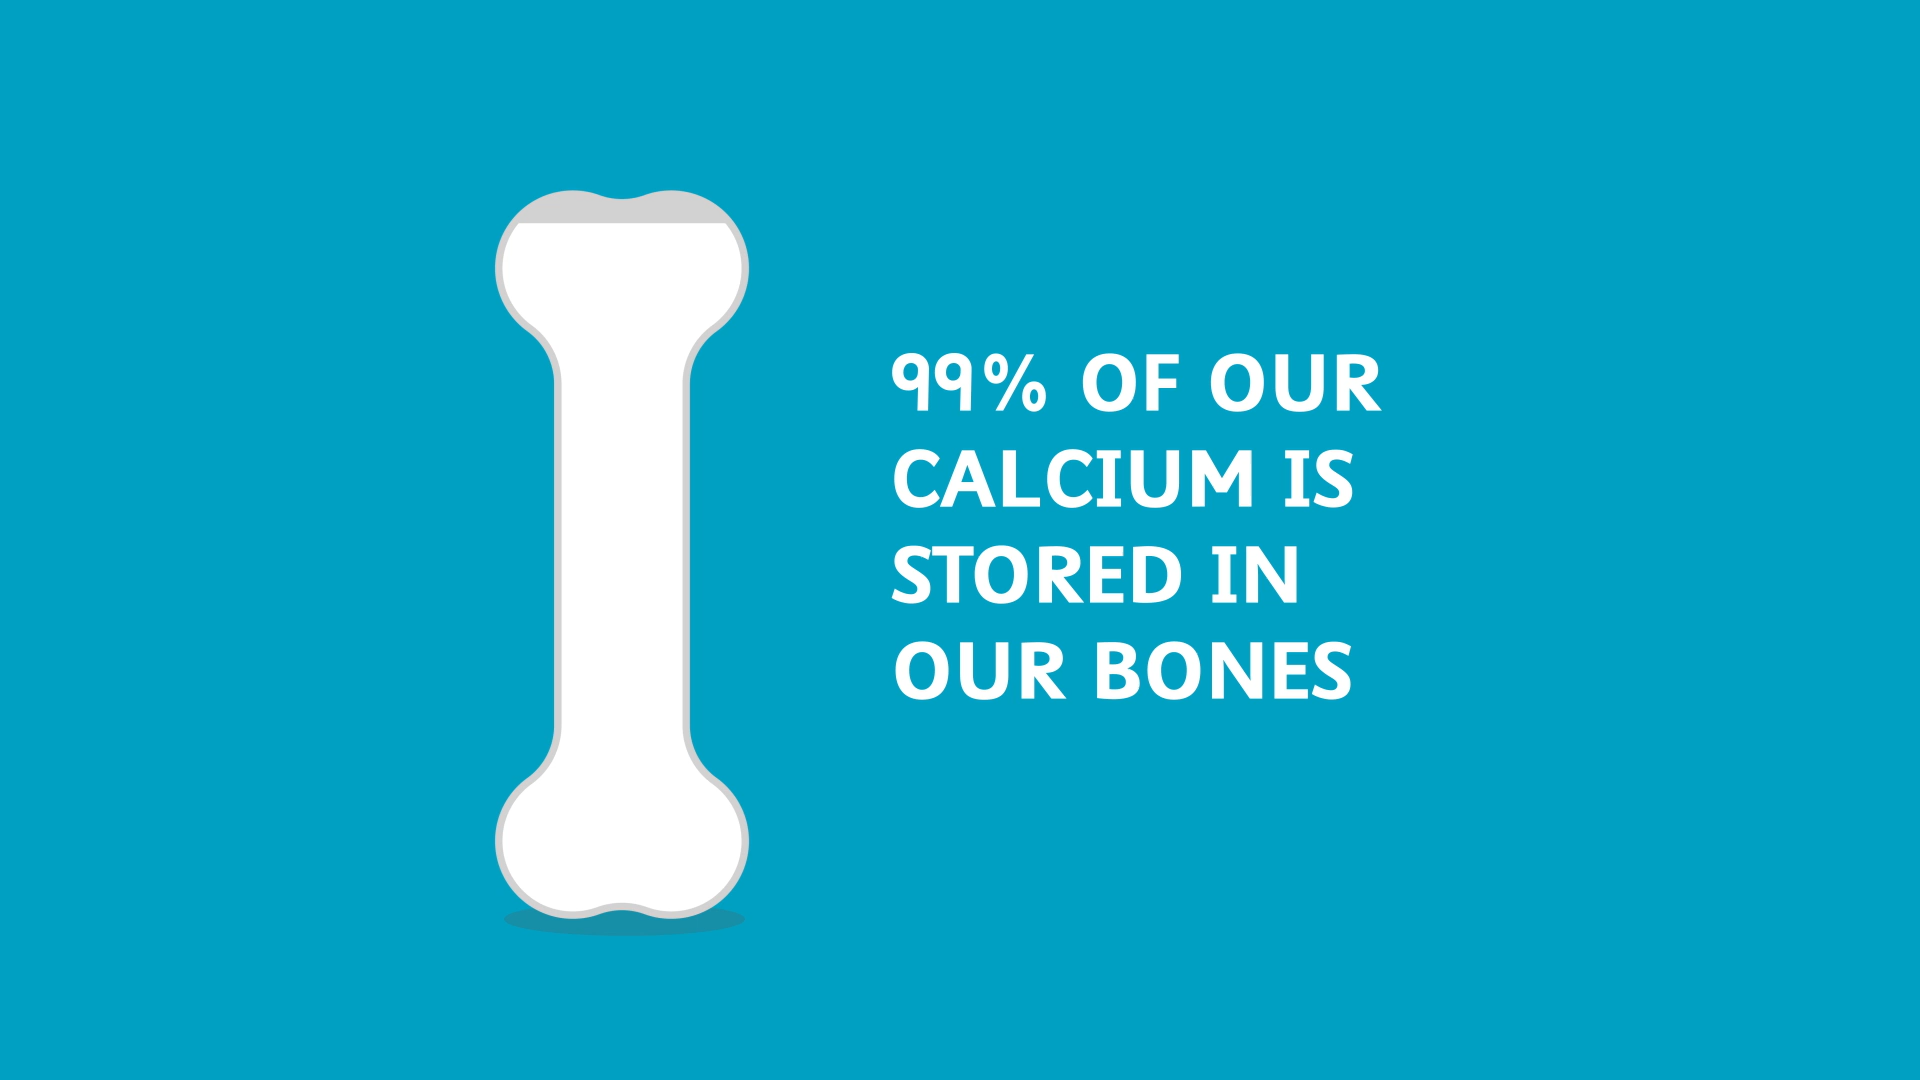 99% OF OUR
CALCIUM IS
STORED IN
OUR BONES